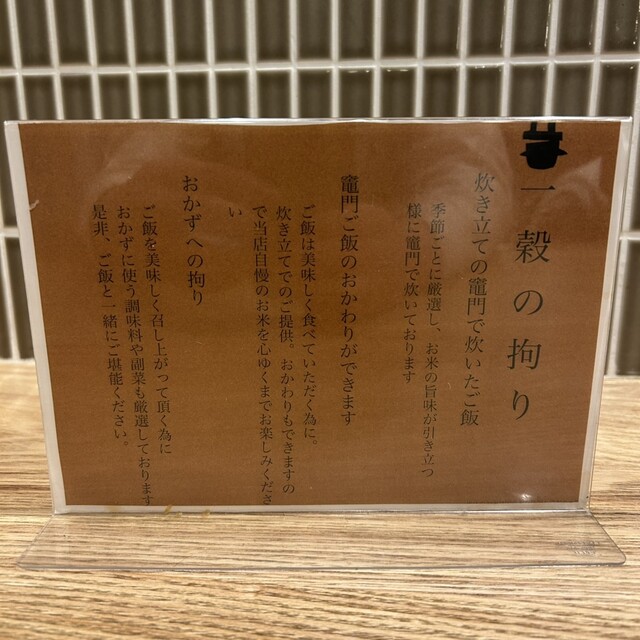 一穀の拘り
炊き立ての竈門で炊いたご飯
季節ごとに厳選し、お米の旨味が引き立つ
様に竈門で炊いております
竈門ご飯のおかわりができます
ご飯は美味しく食べていただく為に。
炊き立てでのご提供。おかわりもできますの
で当店自慢のお米を心ゆくまでお楽しみくださ
い
おかずへの拘り
ご飯を美味しく召し上がって頂く為に
おかずに使う調味料や副菜も厳選しております
是非、ご飯と一緒にご堪能ください。